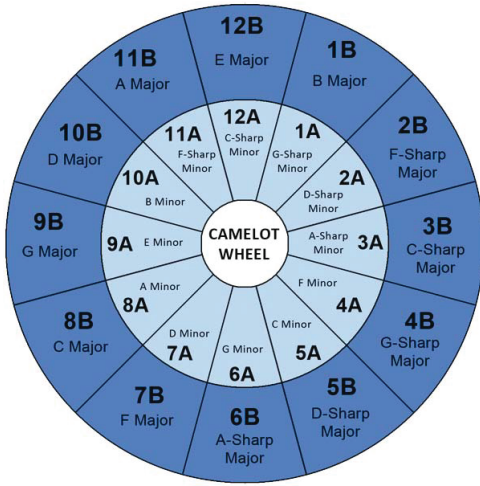 12B
E Major
1B
B Major
2B
F-Sharp
Major
3B
C-Sharp
Major
4B
G-Sharp
Major
5B
D-Sharp
Major
6B
A-Sharp
Major
7B
F Major
8B
C Major
9B
G Major
10B
D Major
11B
A Major
12A
C-Sharp
Minor
1A
G-Sharp
Minor
2A
D-Sharp
Minor
A-Sharp
Minor
3A
F Minor
4A
C Minor
5A
G Minor
6A
D Minor
7A
A Minor
8A
9A
E Minor
10A
B Minor
11A
F-Sharp
Minor
CAMELOT
WHEEL